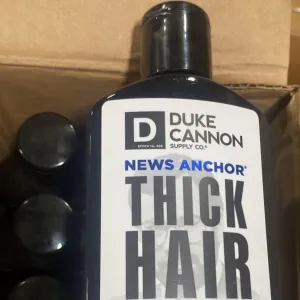 D
DUKE
CANNON
SUPPLY CO.®
NEWS ANCHOR®
THICK
HAIR